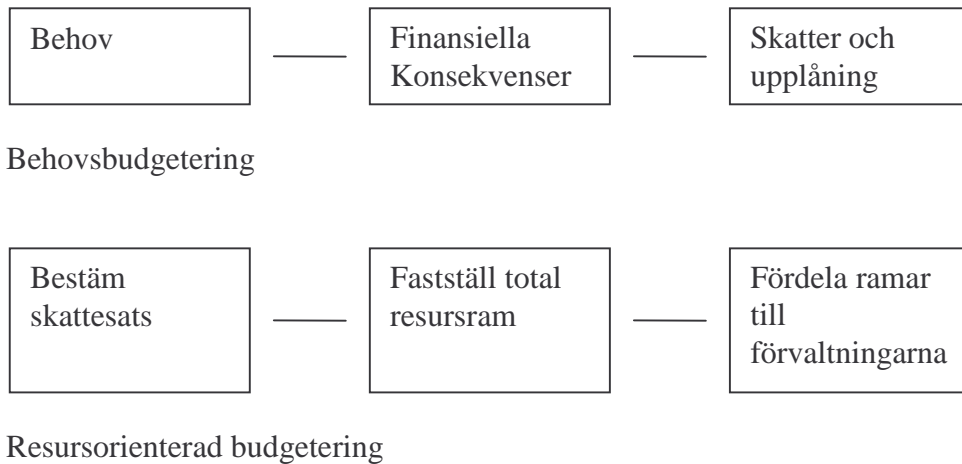 Behov
Finansiella
Konsekvenser
Skatter och
upplåning
Behovsbudgetering
Bestäm
skattesats
Fastställ total
resursram
Fördela ramar
till
förvaltningarna
Resursorienterad budgetering